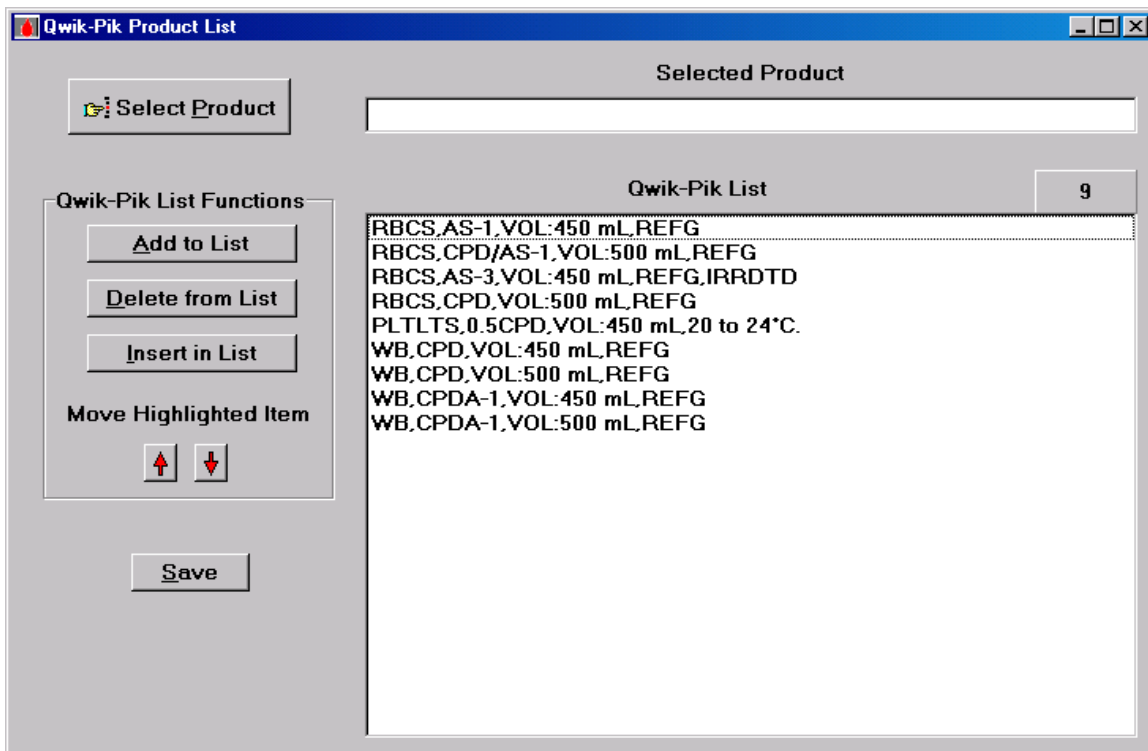 Qwik-Pik Product List
Selected Product
Select Product
Qwik-Pik List
9
Qwik-Pik List Functions
Add to List
Delete from List
Insert in List
Move Highlighted Item
Save
RBCS,AS-1,VOL:450 mL,REFG
RBCS,CPD/AS-1,VOL:500 mL,REFG
RBCS,AS-3,VOL:450 mL,REFG,IRRDTD
RBCS,CPD,VOL:500 mL,REFG
PLTLTS,0.5CPD,VOL:450 mL,20 to 24°C.
WB,CPD,VOL:450 mL,REFG
WB,CPD,VOL:500 mL,REFG
WB,CPDA-1,VOL:450 mL,REFG
WB,CPDA-1,VOL:500 mL,REFG